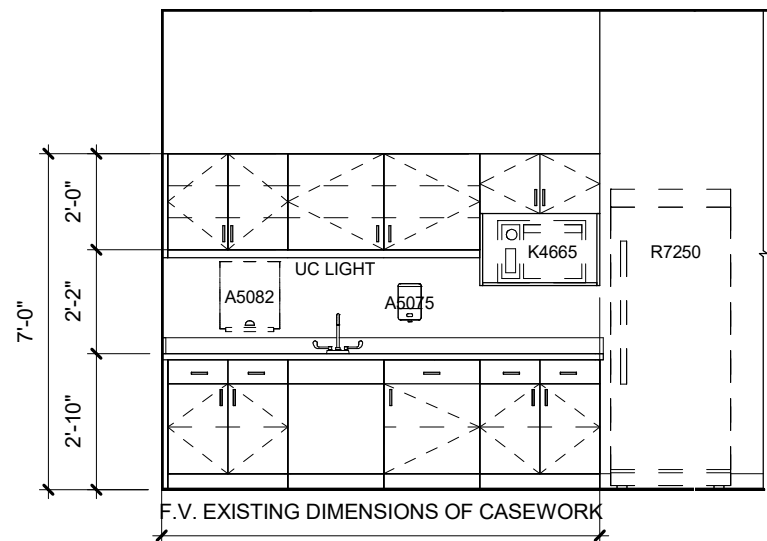 2'-0"
K4665
R7250
UC LIGHT
A5082
A5075
2'-2"
7'-0"
2'-10"
F.V. EXISTING DIMENSIONS OF CASEWORK